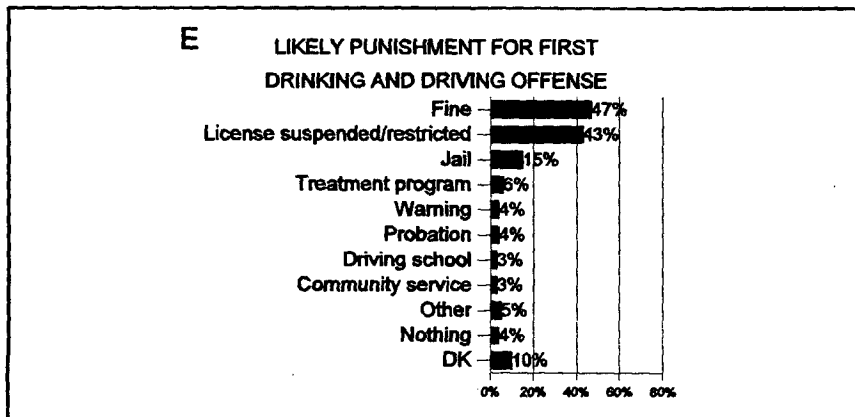 E
LIKELY PUNISHMENT FOR FIRST
DRINKING AND DRIVING OFFENSE
Fine 47%
License suspended/restricted 43%
Jail 15%
Treatment program 6%
Warning 4%
Probation 4%
Driving school 3%
Community service 3%
Other 5%
Nothing 4%
DK 10%
0% 20% 40% 60% 80%